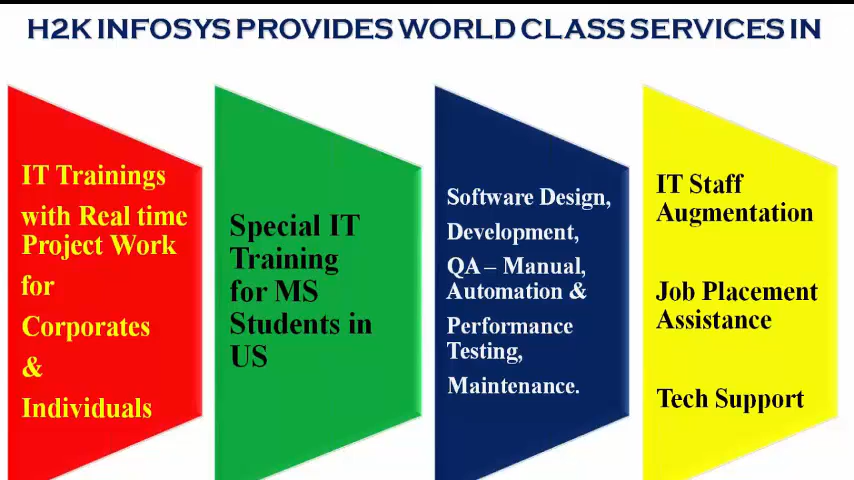 H2K INFOSYS PROVIDES WORLD CLASS SERVICES IN
IT Trainings
with Real time
Project Work
for
Corporates
&
Individuals
Special IT
Training
for MS
Students in
US
Software Design,
Development,
QA – Manual,
Automation &
Performance
Testing,
Maintenance.
IT Staff
Augmentation
Job Placement
Assistance
Tech Support